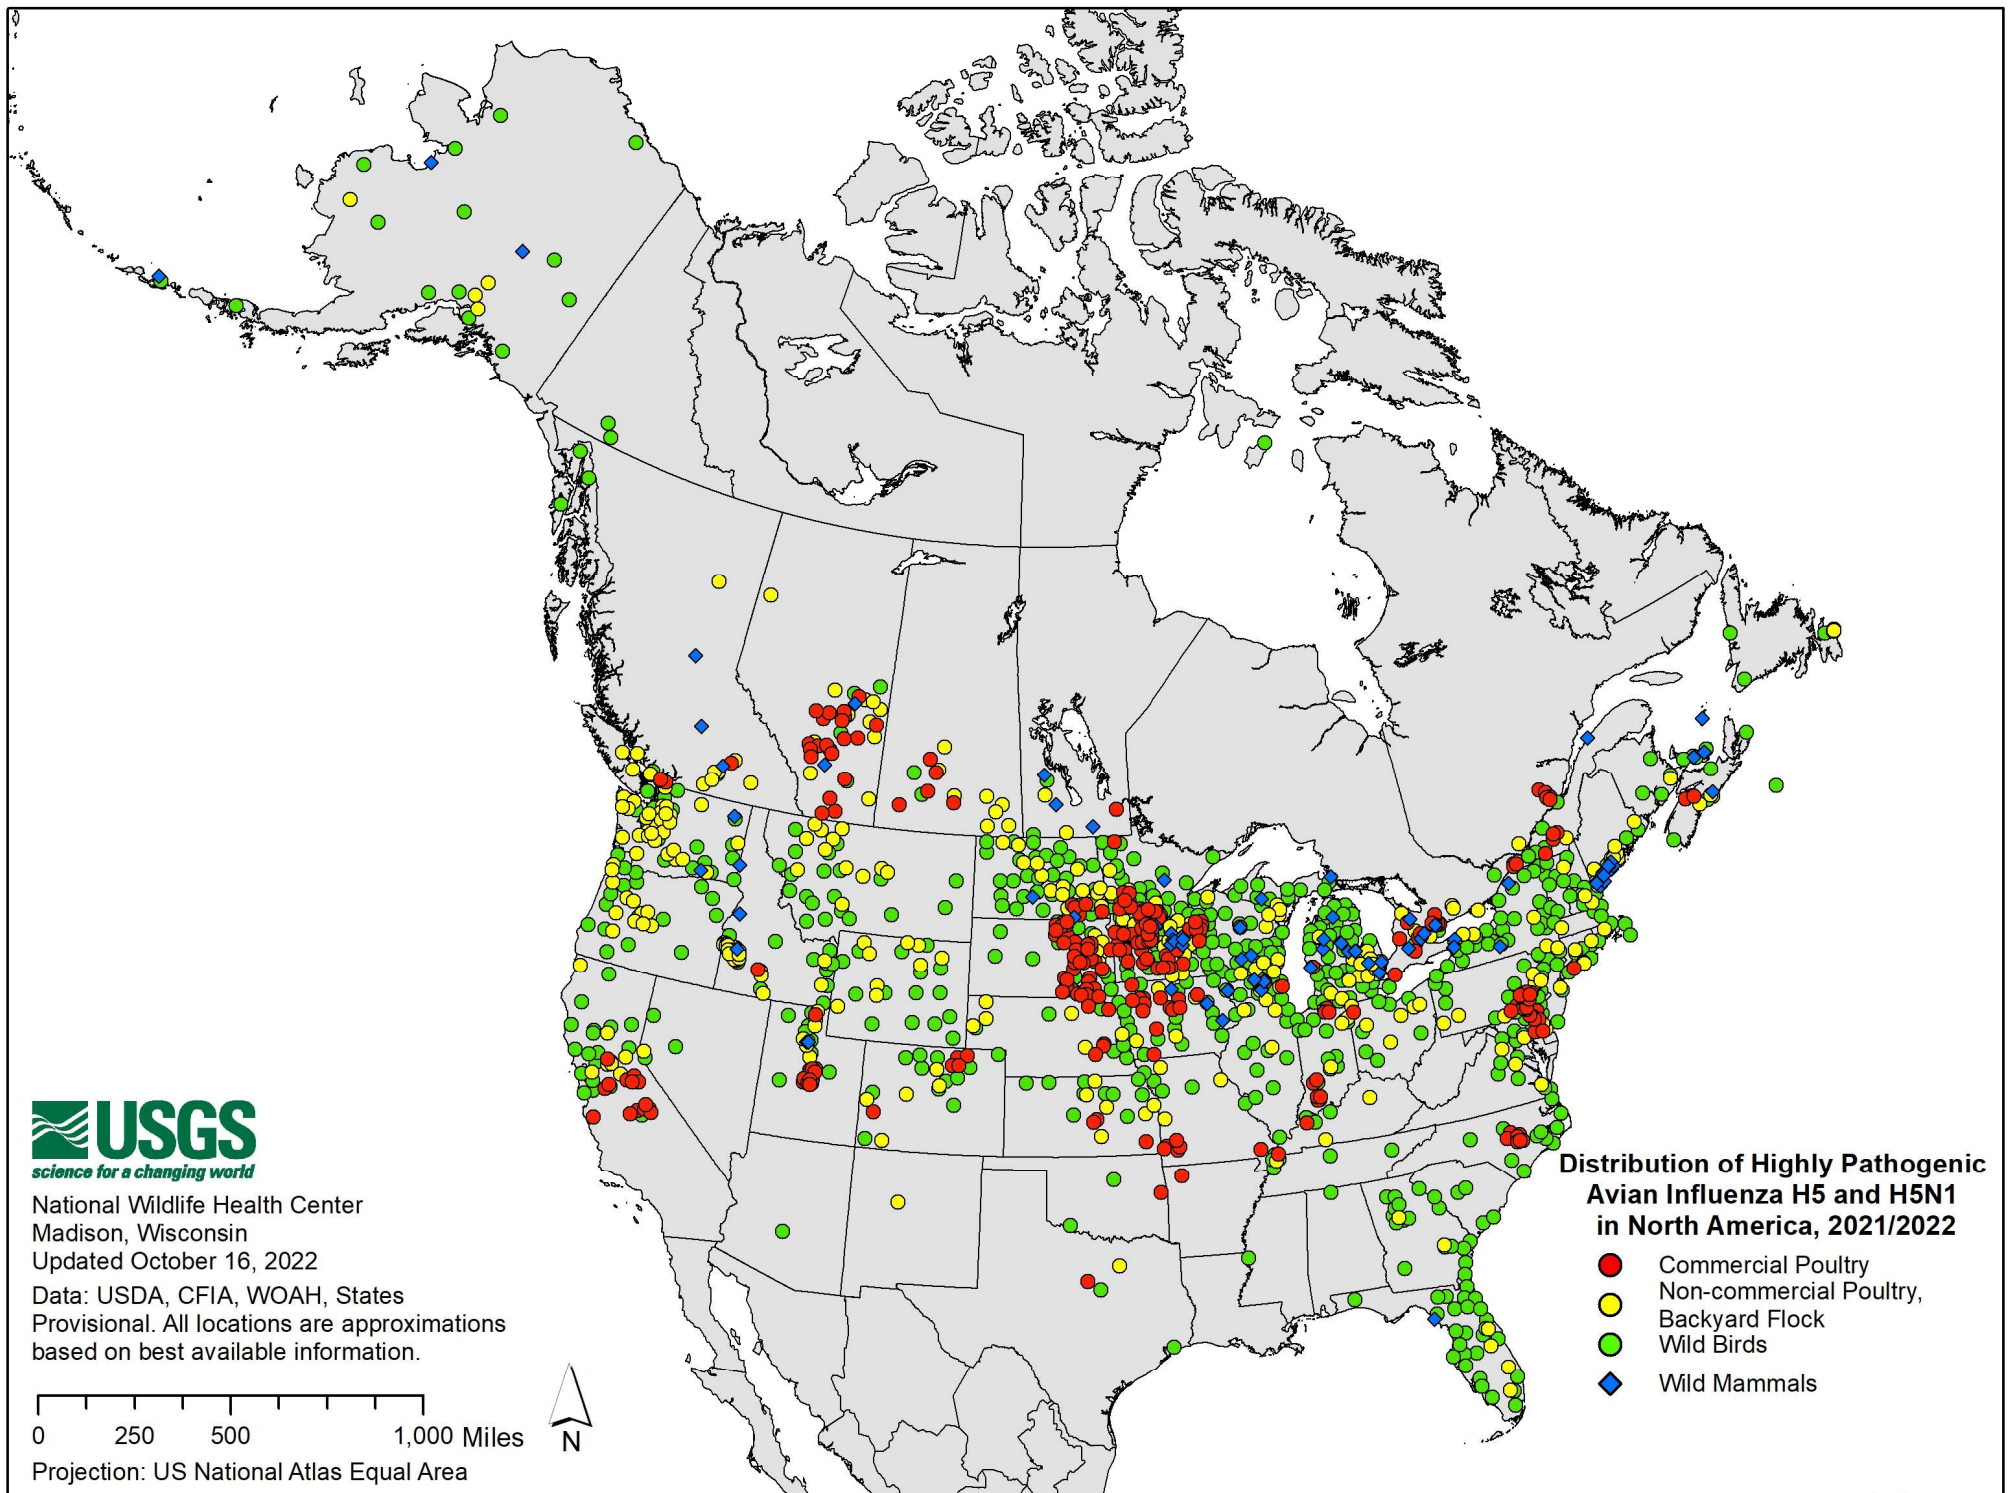 USGS
science for a changing world
National Wildlife Health Center
Madison, Wisconsin
Updated October 16, 2022
Data: USDA, CFIA, WOAH, States
Provisional. All locations are approximations
based on best available information.
0 250 500 1,000 Miles
Projection: US National Atlas Equal Area
N
Distribution of Highly Pathogenic
Avian Influenza H5 and H5N1
in North America, 2021/2022
Commercial Poultry
Non-commercial Poultry,
Backyard Flock
Wild Birds
Wild Mammals